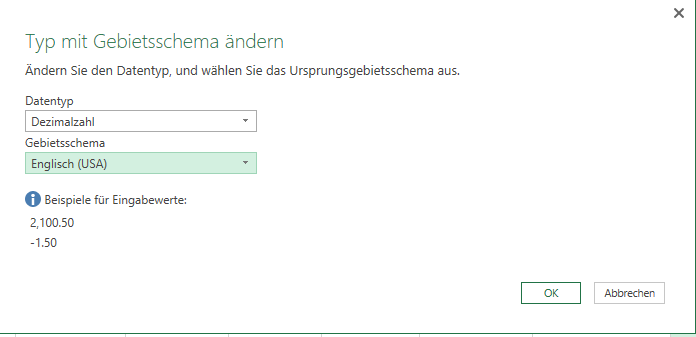 Typ mit Gebietsschema ändern
Ändern Sie den Datentyp, und wählen Sie das Ursprungsgebietsschema aus.
Datentyp
Dezimalzahl
Gebietsschema
Englisch (USA)
Beispiele für Eingabewerte:
2,100.50
-1.50
OK Abbrechen